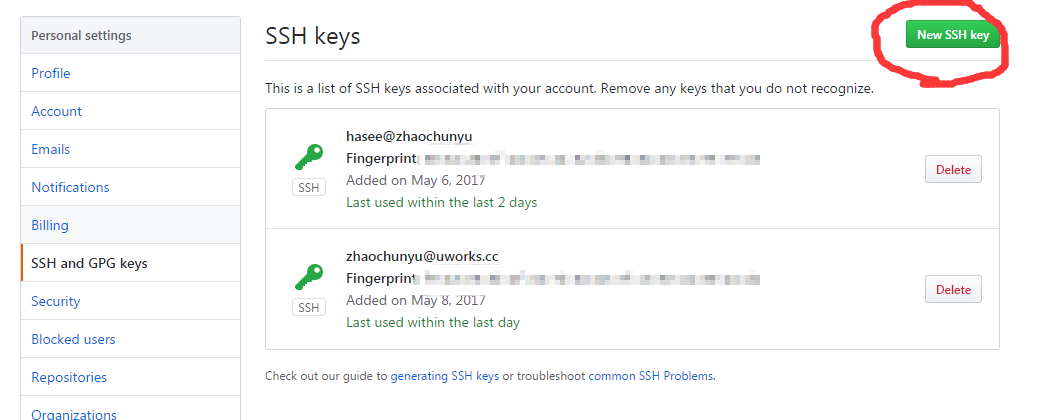 Personal settings
Profile
Account
Emails
Notifications
Billing
SSH and GPG keys
Security
Blocked users
Repositories
Organizations
SSH keys
New SSH key
This is a list of SSH keys associated with your account. Remove any keys that you do not recognize.
hasee@zhaochunyu
Fingerprint
SSH
Added on May 6, 2017
Last used within the last 2 days
Delete
zhaochunyu@uworks.cc
Fingerprint
SSH
Added on May 8, 2017
Last used within the last day
Delete
Check out our guide to generating SSH keys or troubleshoot common SSH Problems.